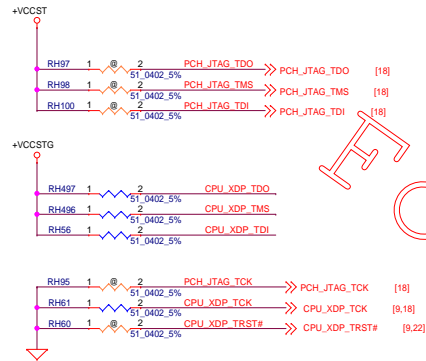 +VCCST
RH97 1 @ 2 PCH_JTAG_TDO PCH_JTAG_TDO [18]
51_0402_5%
RH98 1 @ 2 PCH_JTAG_TMS PCH_JTAG_TMS [18]
51_0402_5%
RH100 1 @ 2 PCH_JTAG_TDI PCH_JTAG_TDI [18]
51_0402_5%
+VCCSTG
RH497 1 2 CPU_XDP_TDO
51_0402_5%
RH496 1 2 CPU_XDP_TMS
51_0402_5%
RH56 1 2 CPU_XDP_TDI
51_0402_5%
RH95 1 @ 2 PCH_JTAG_TCK PCH_JTAG_TCK [18]
51_0402_5%
RH61 1 2 CPU_XDP_TCK CPU_XDP_TCK [9,18]
51_0402_5%
RH60 1 @ 2 CPU_XDP_TRST# CPU_XDP_TRST# [9,22]
51_0402_5%